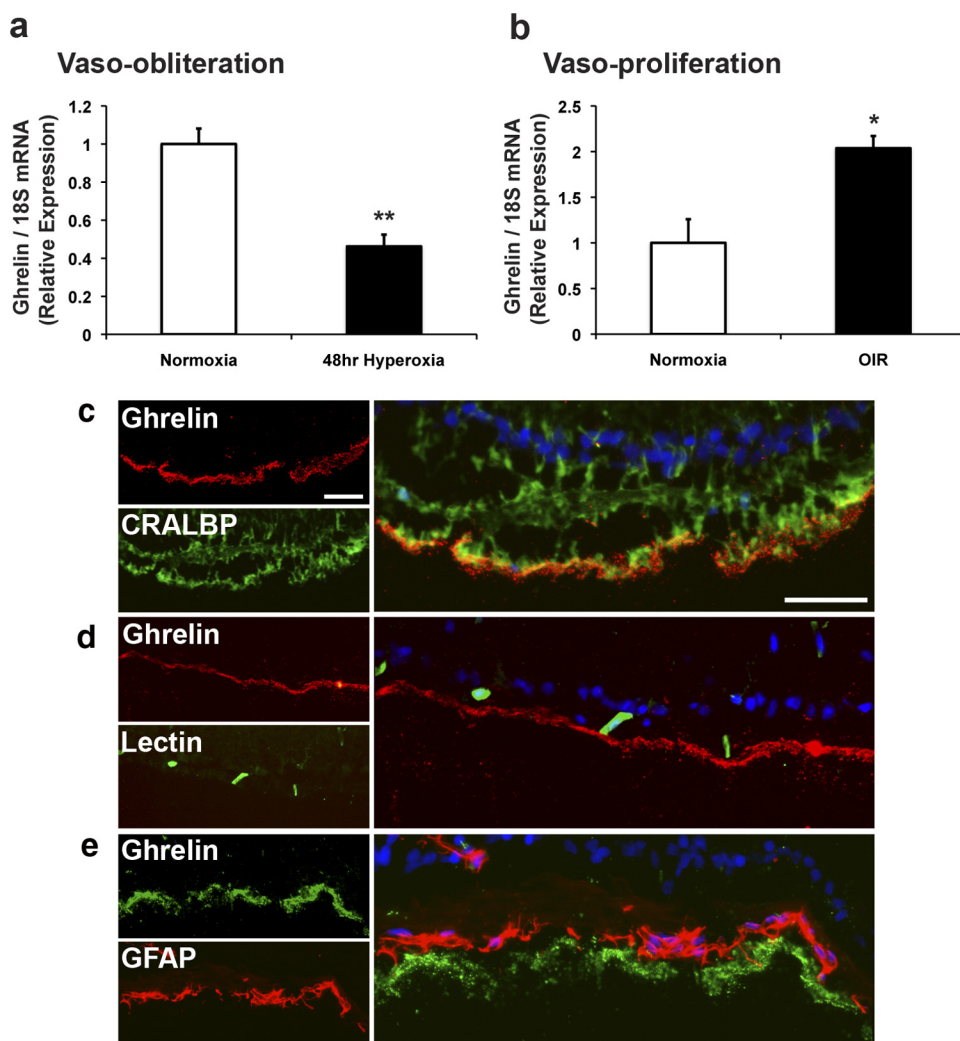 a
Vaso-obliteration
Ghrelin / 18S mRNA
(Relative Expression)
1.2
1
0.8
0.6
0.4
0.2
0
**
Normoxia
48hr Hyperoxia
b
Vaso-proliferation
Ghrelin / 18S mRNA
(Relative Expression)
2.5
2
1.5
1
0.5
0
*
Normoxia
OIR
c
Ghrelin
CRALBP
d
Ghrelin
Lectin
e
Ghrelin
GFAP